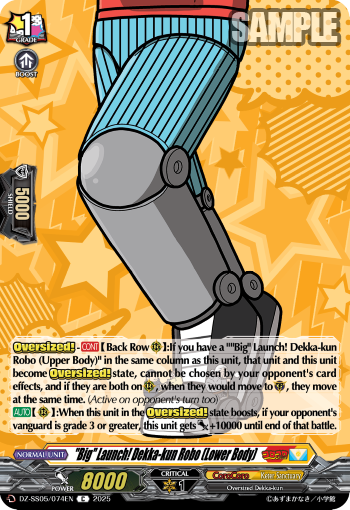 SAMPLE
1
GRADE
BOOST
5000
SHIELD
Oversized! - CONT【Back Row 】:If you have a ""Big" Launch! Dekka-kun
Robo (Upper Body)" in the same column as this unit, that unit and this unit
become Oversized! state, cannot be chosen by your opponent's card
effects, and if they are both on , when they would move to , they move
at the same time. (Active on opponent's turn too)
AUTO【 】:When this unit in the Oversized! state boosts, if your opponent's
vanguard is grade 3 or greater, this unit gets +10000 until end of that battle.
NORMAL UNIT
"Big" Launch! Dekka-kun Robo (Lower Body)
POWER 8000
CRITICAL
1
CoroCoro
Oversized Dekka-kun
D DZ-SS05/074EN C 2025
©あずまかなき／小学館